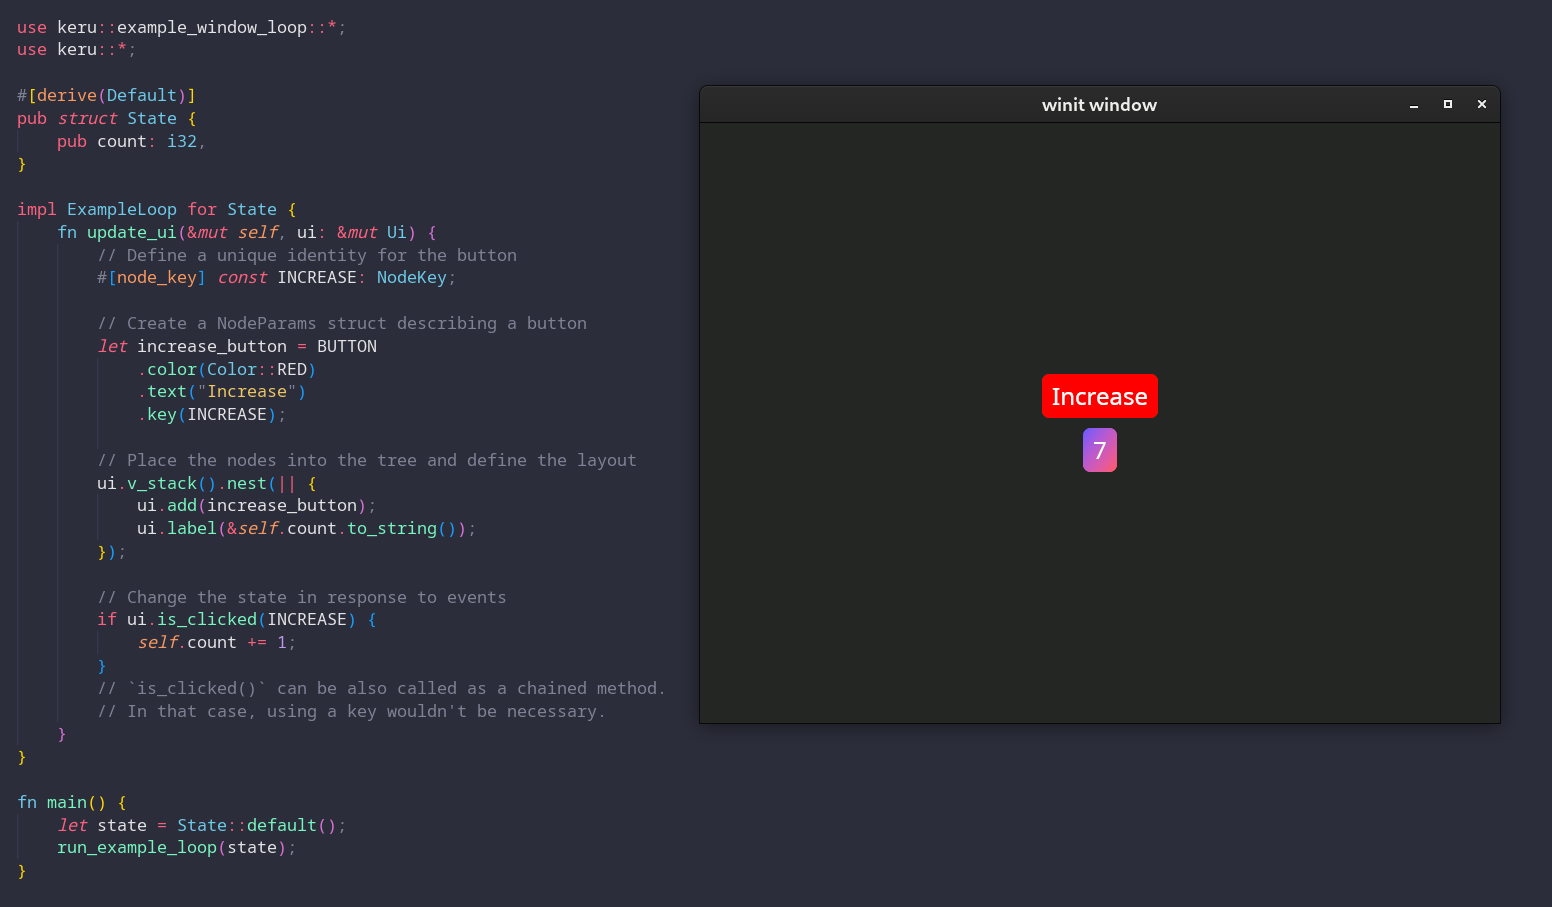 use keru::example_window_loop::*;
use keru::*;
#[derive(Default)]
pub struct State {
    pub count: i32,
}
impl ExampleLoop for State {
    fn update_ui(&mut self, ui: &mut Ui) {
        // Define a unique identity for the button
        #[node_key] const INCREASE: NodeKey;
        // Create a NodeParams struct describing a button
        let increase_button = BUTTON
            .color(Color::RED)
            .text("Increase")
            .key(INCREASE);
        // Place the nodes into the tree and define the layout
        ui.v_stack().nest(|| {
            ui.add(increase_button);
            ui.label(&self.count.to_string());
        });
        // Change the state in response to events
        if ui.is_clicked(INCREASE) {
            self.count += 1;
        }
        // `is_clicked()` can be also called as a chained method.
        // In that case, using a key wouldn't be necessary.
    }
}
fn main() {
    let state = State::default();
    run_example_loop(state);
}
winit window
Increase
7